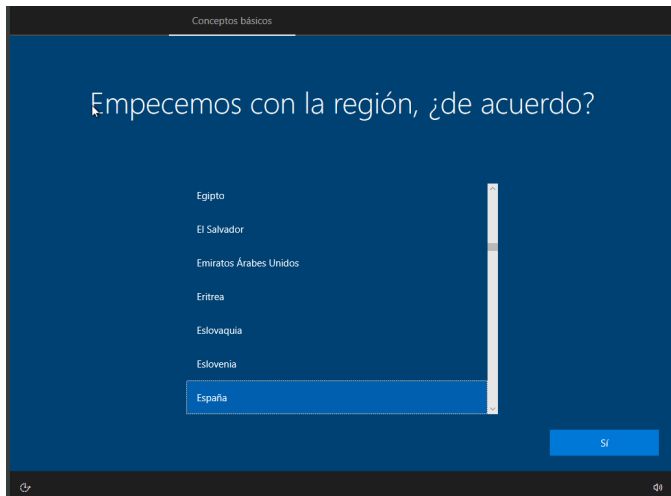 Conceptos básicos
Empecemos con la región, ¿de acuerdo?
Egipto
El Salvador
Emiratos Árabes Unidos
Eritrea
Eslovaquia
Eslovenia
España
Sí